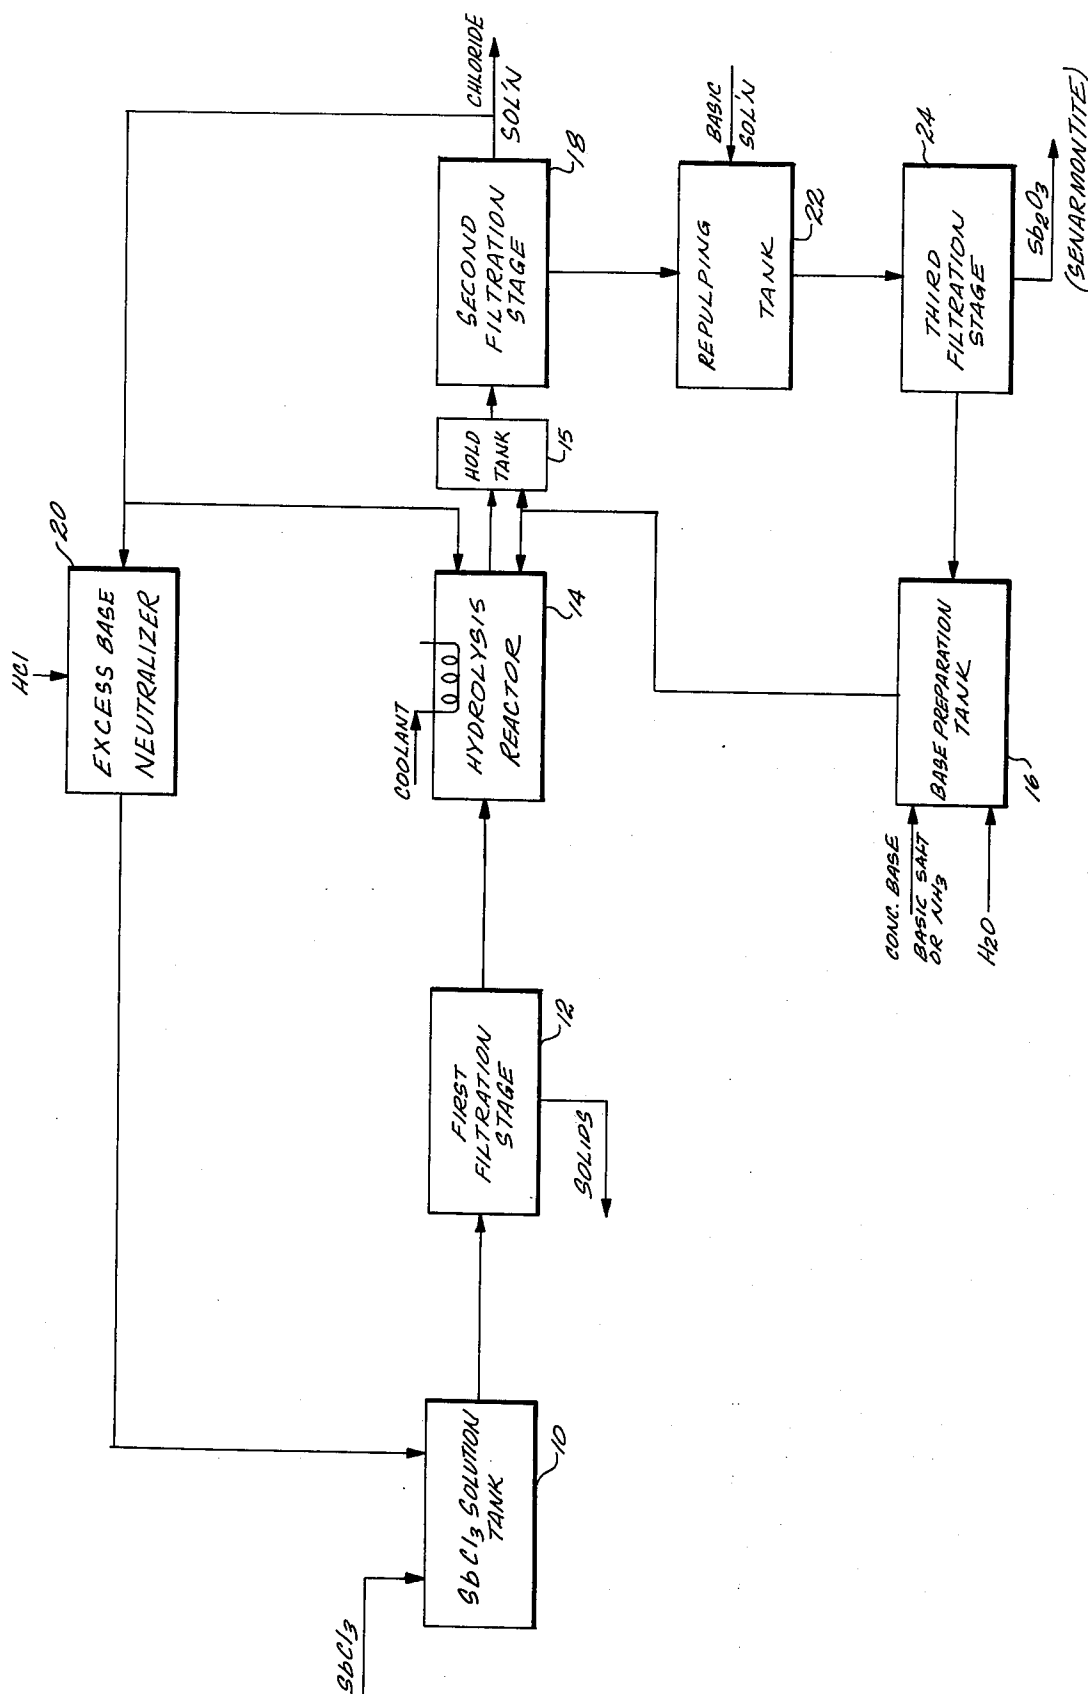 HCl
20
EXCESS BASE
NEUTRALIZER
CHLORIDE
SOL'N
SbCl3
SbCl3 SOLUTION
TANK
10
FIRST
FILTRATION
STAGE
12
SOLIDS
COOLANT
HYDROLYSIS
REACTOR
14
HOLD
TANK
15
SECOND
FILTRATION
STAGE
18
BASIC
SOL'N
REPULPING
TANK
22
CONC. BASE
BASIC SALT
OR NH3
H2O
BASE PREPARATION
TANK
16
THIRD
FILTRATION
STAGE
24
Sb2O3
(SENARMONTITE)